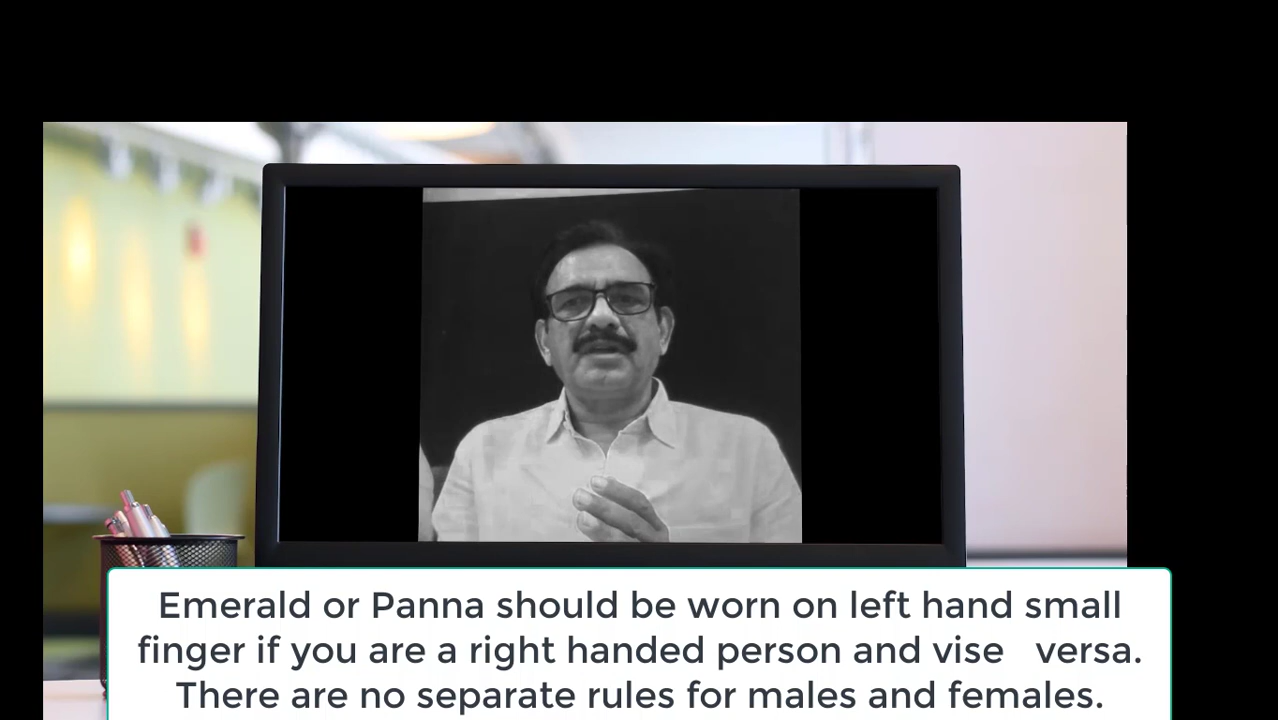 Emerald or Panna should be worn on left hand small
finger if you are a right handed person and vise versa.
There are no separate rules for males and females.